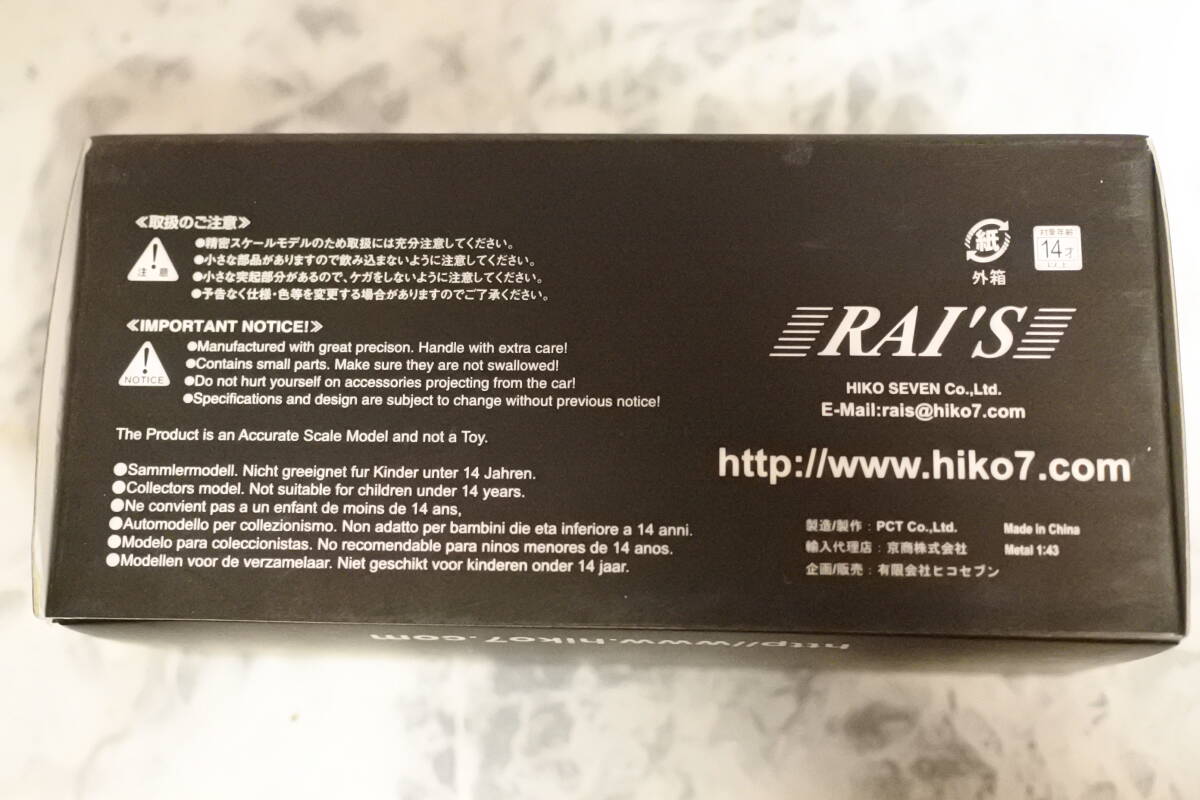 ≪取扱のご注意≫
注 意
●精密スケールモデルのため取扱には充分注意してください。
●小さな部品がありますので飲み込まないように注意してください。
●小さな突起部分があるので、ケガをしないように注意してください。
●予告なく仕様・色等を変更する場合がありますのでご了承ください。
≪IMPORTANT NOTICE!≫
NOTICE
●Manufactured with great precison. Handle with extra care!
●Contains small parts. Make sure they are not swallowed!
●Do not hurt yourself on accessories projecting from the car!
●Specifications and design are subject to change without previous notice!
The Product is an Accurate Scale Model and not a Toy.
●Sammlermodell. Nicht greeignet fur Kinder unter 14 Jahren.
●Collectors model. Not suitable for children under 14 years.
●Ne convient pas a un enfant de moins de 14 ans,
●Automodello per collezionismo. Non adatto per bambini die eta inferiore a 14 anni.
●Modelo para coleccionistas. No recomendable para ninos menores de 14 anos.
●Modellen voor de verzamelaar. Niet geschikt voor kinderen onder 14 jaar.
紙
外箱
対象年齢
14才
以上
RAI'S
HIKO SEVEN Co.,Ltd.
E-Mail:rais@hiko7.com
http://www.hiko7.com
製造/製作：PCT Co.,Ltd.
Made in China
輸入代理店：京商株式会社
Metal 1:43
企画/販売：有限会社ヒコセブン
http//www.hiko7.com